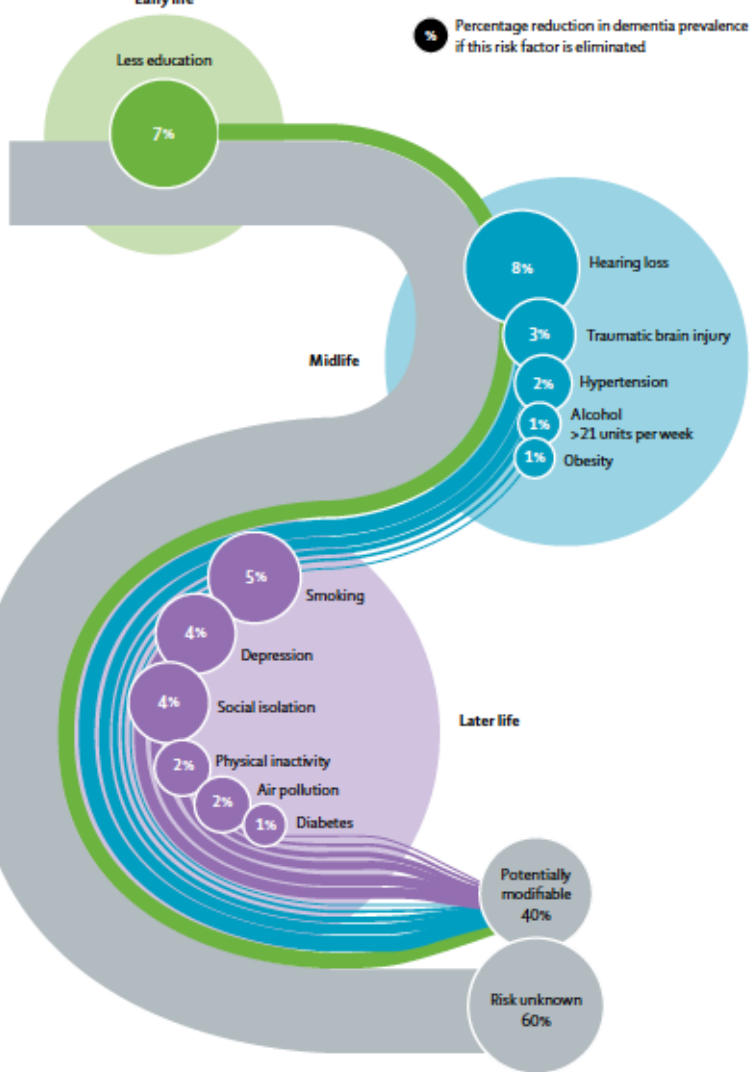 Early life
% Percentage reduction in dementia prevalence
if this risk factor is eliminated
Less education
7%
8% Hearing loss
3% Traumatic brain injury
Midlife
2% Hypertension
1% Alcohol
>21 units per week
1% Obesity
5%
Smoking
4%
Depression
4% Social isolation
Later life
2% Physical inactivity
2% Air pollution
1% Diabetes
Potentially
modifiable
40%
Risk unknown
60%